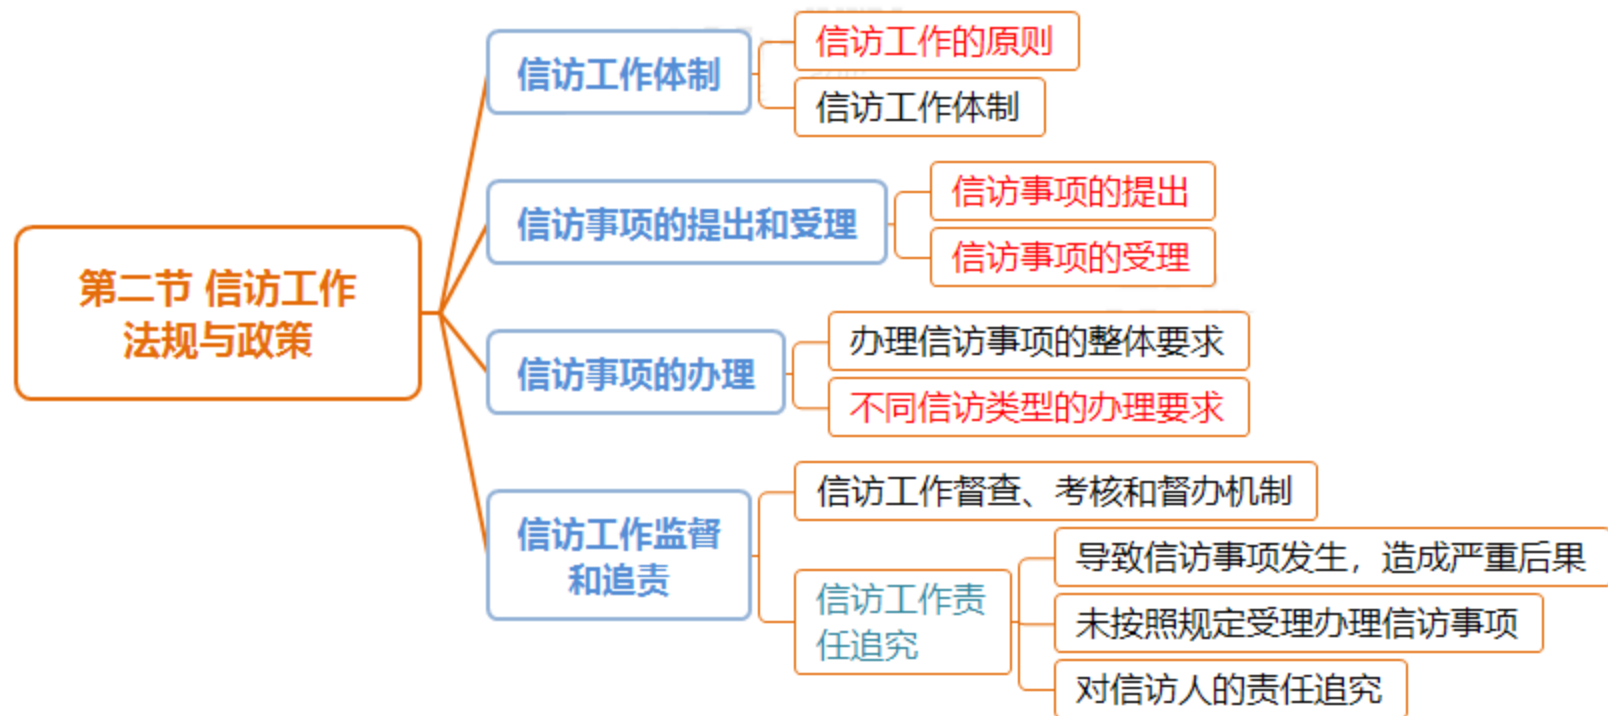 第二节 信访工作
法规与政策
信访工作体制
信访工作的原则
信访工作体制
信访事项的提出和受理
信访事项的提出
信访事项的受理
信访事项的办理
办理信访事项的整体要求
不同信访类型的办理要求
信访工作监督
和追责
信访工作督查、考核和督办机制
信访工作责
任追究
导致信访事项发生，造成严重后果
未按照规定受理办理信访事项
对信访人的责任追究